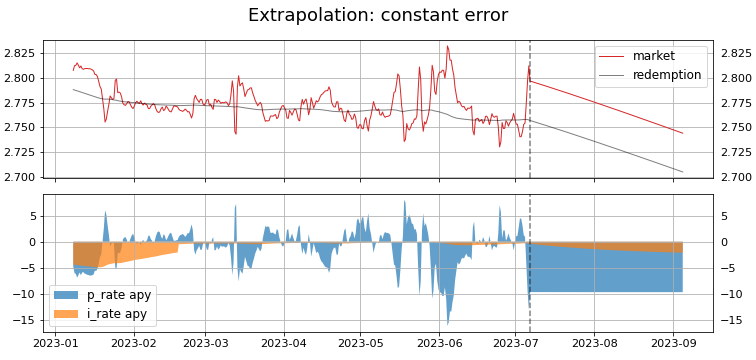 Extrapolation: constant error
2.825 2.825
2.800 2.800
2.775 2.775
2.750 2.750
2.725 2.725
2.700 2.700
market
redemption
5 5
0 0
−5 −5
−10 −10
−15 −15
p_rate apy
i_rate apy
2023-01 2023-02 2023-03 2023-04 2023-05 2023-06 2023-07 2023-08 2023-09